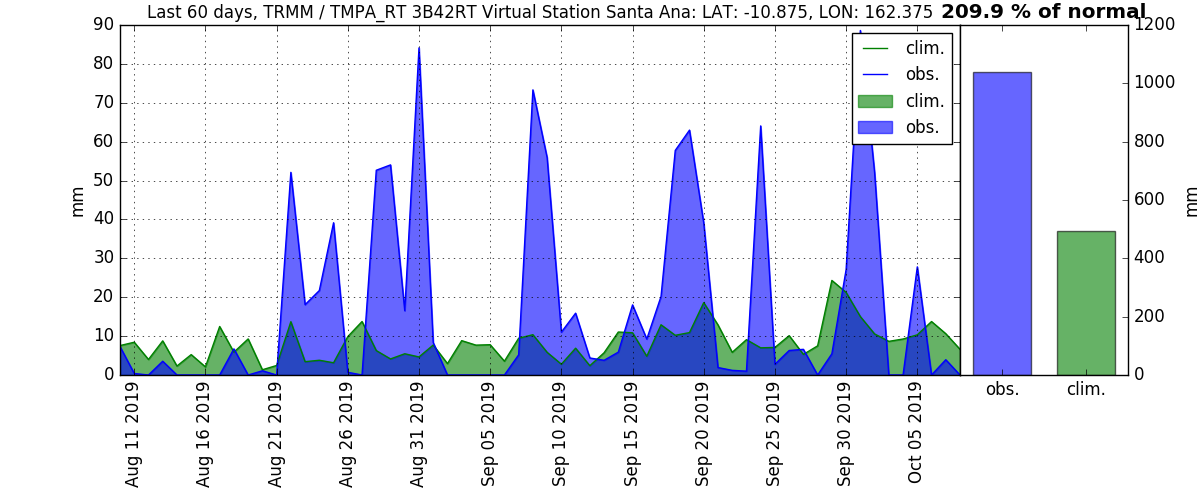 Last 60 days, TRMM / TMPA_RT 3B42RT Virtual Station Santa Ana: LAT: -10.875, LON: 162.375 209.9 % of normal
90
80
70
60
50
40
30
20
10
0
mm
clim.
obs.
clim.
obs.
Aug 11 2019
Aug 16 2019
Aug 21 2019
Aug 26 2019
Aug 31 2019
Sep 05 2019
Sep 10 2019
Sep 15 2019
Sep 20 2019
Sep 25 2019
Sep 30 2019
Oct 05 2019
1200
1000
800
600
400
200
0
mm
obs. clim.